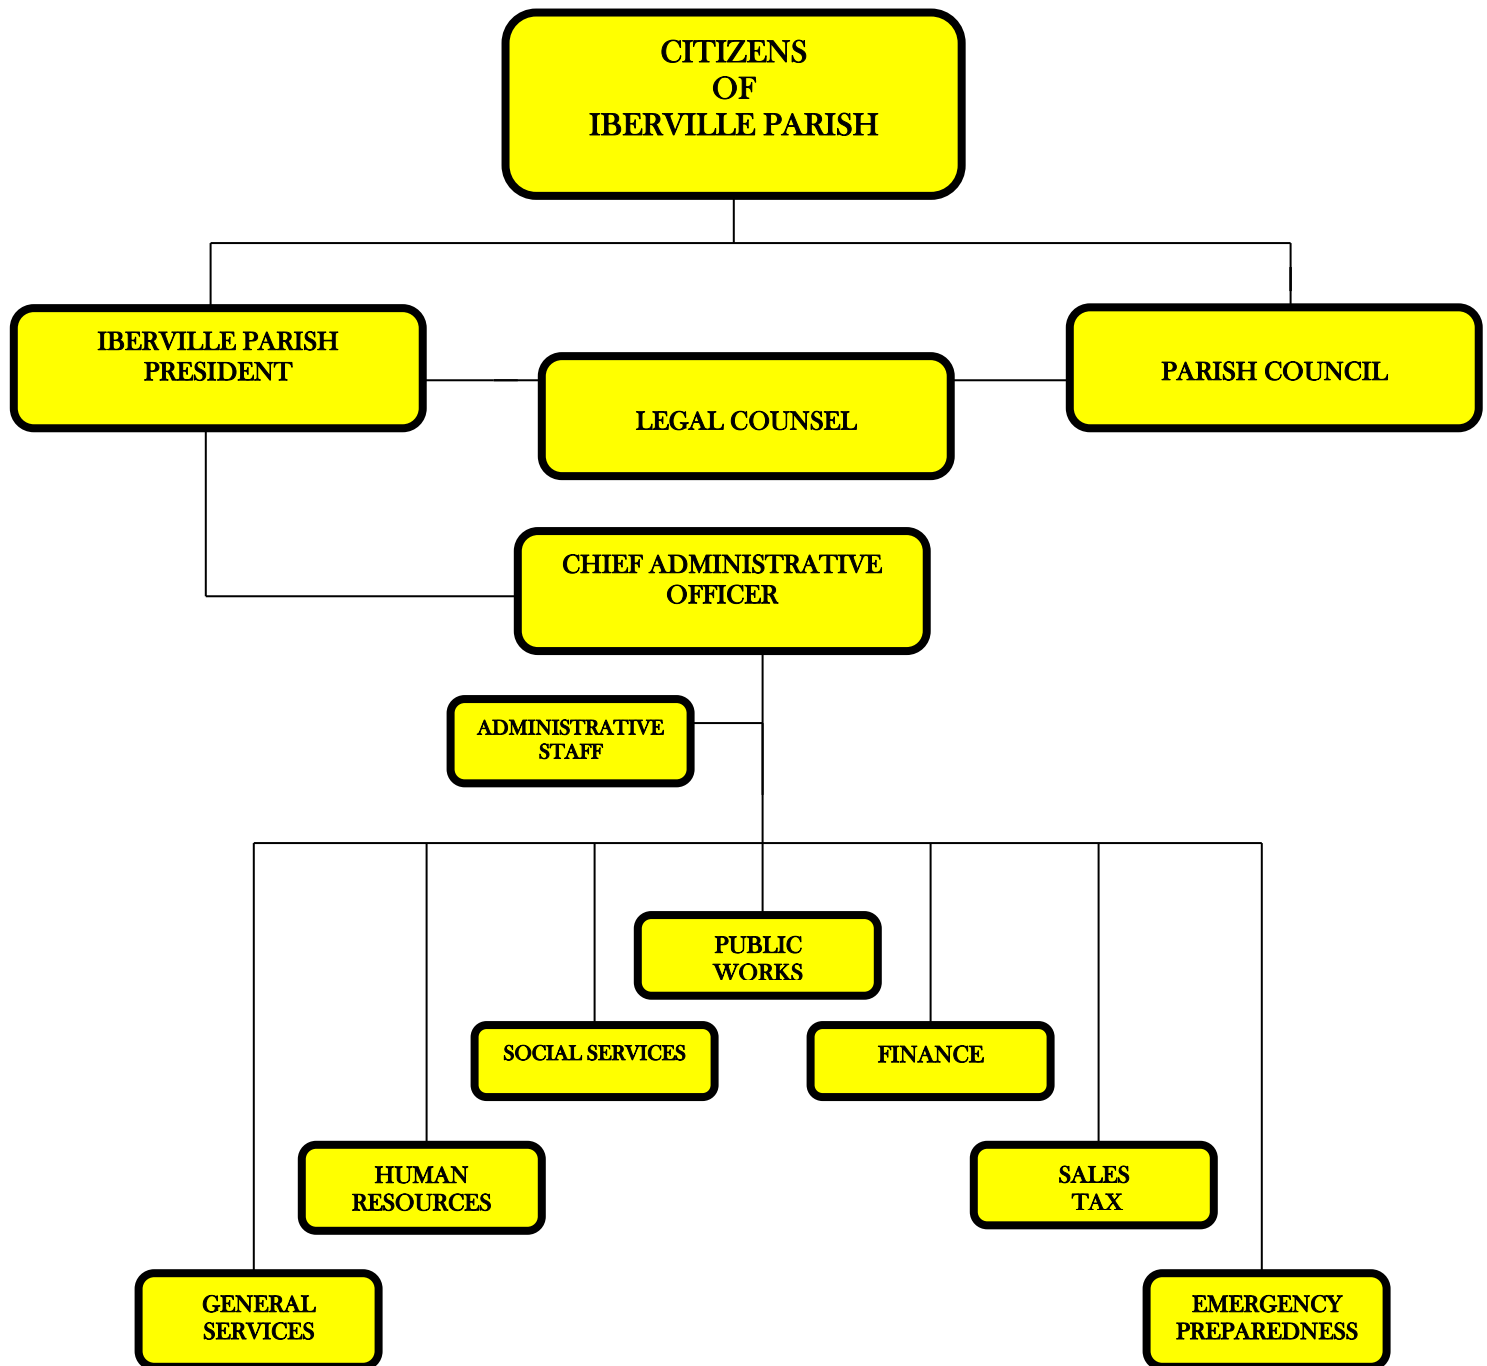 CITIZENS
OF
IBERVILLE PARISH
IBERVILLE PARISH
PRESIDENT
PARISH COUNCIL
LEGAL COUNSEL
CHIEF ADMINISTRATIVE
OFFICER
ADMINISTRATIVE
STAFF
PUBLIC
WORKS
SOCIAL SERVICES
FINANCE
HUMAN
RESOURCES
SALES
TAX
GENERAL
SERVICES
EMERGENCY
PREPAREDNESS